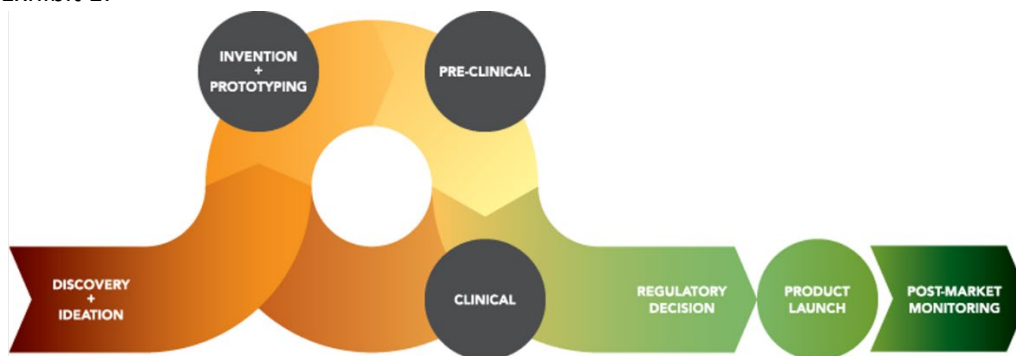 INVENTION
+
PROTOTYPING
PRE-CLINICAL
DISCOVERY
+
IDEATION
CLINICAL
REGULATORY
DECISION
PRODUCT
LAUNCH
POST-MARKET
MONITORING